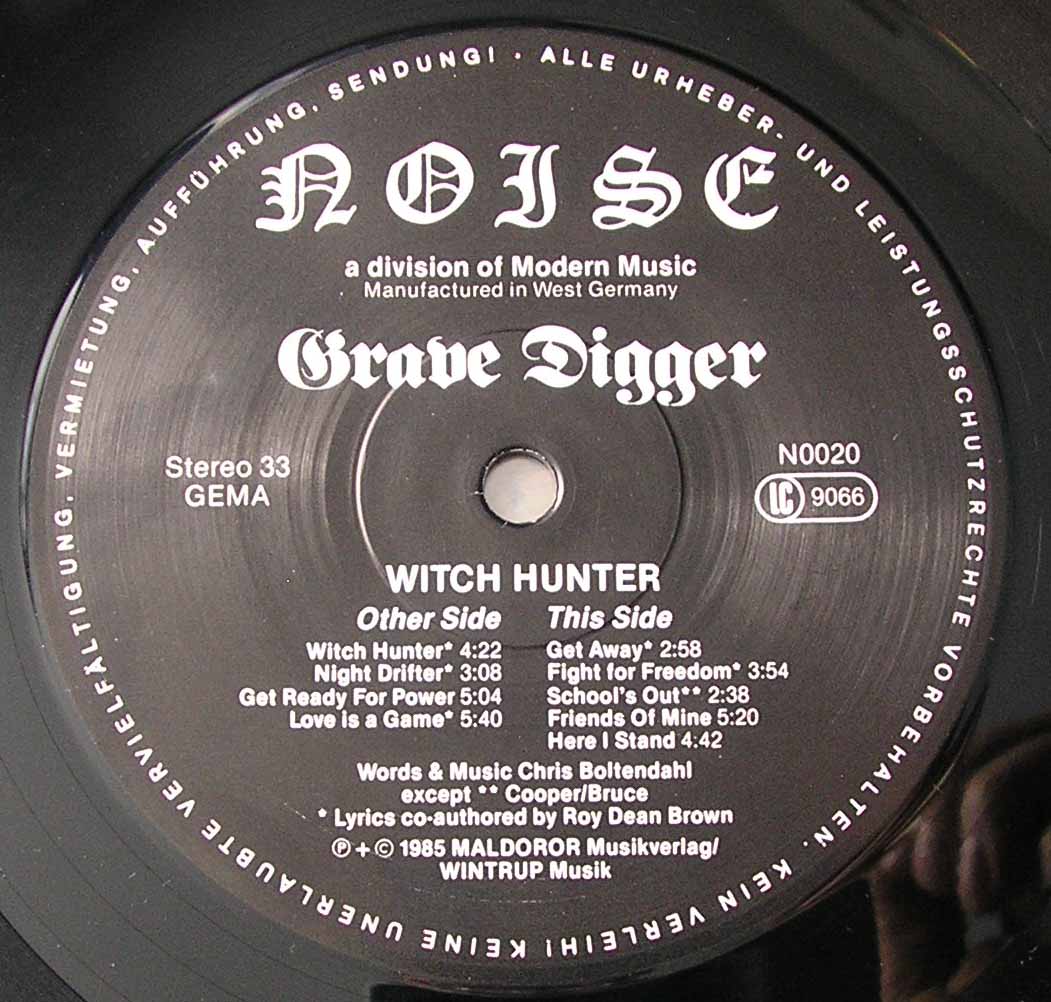 ALLE URHEBER- UND LEISTUNGSSCHUTZRECHTE VORBEHALTEN. KEIN VERLEIH! KEINE UNERLAUBTE VERVIELFÄLTIGUNG, VERMIETUNG, AUFFÜHRUNG, SENDUNG! ·
NOISE
a division of Modern Music
Manufactured in West Germany
Grave Digger
Stereo 33
GEMA
N0020
LC 9066
WITCH HUNTER
Other Side
Witch Hunter* 4:22
Night Drifter* 3:08
Get Ready For Power 5:04
Love is a Game* 5:40
This Side
Get Away* 2:58
Fight for Freedom* 3:54
School's Out** 2:38
Friends Of Mine 5:20
Here I Stand 4:42
Words & Music Chris Boltendahl
except ** Cooper/Bruce
* Lyrics co-authored by Roy Dean Brown
℗ + © 1985 MALDOROR Musikverlag/
WINTRUP Musik